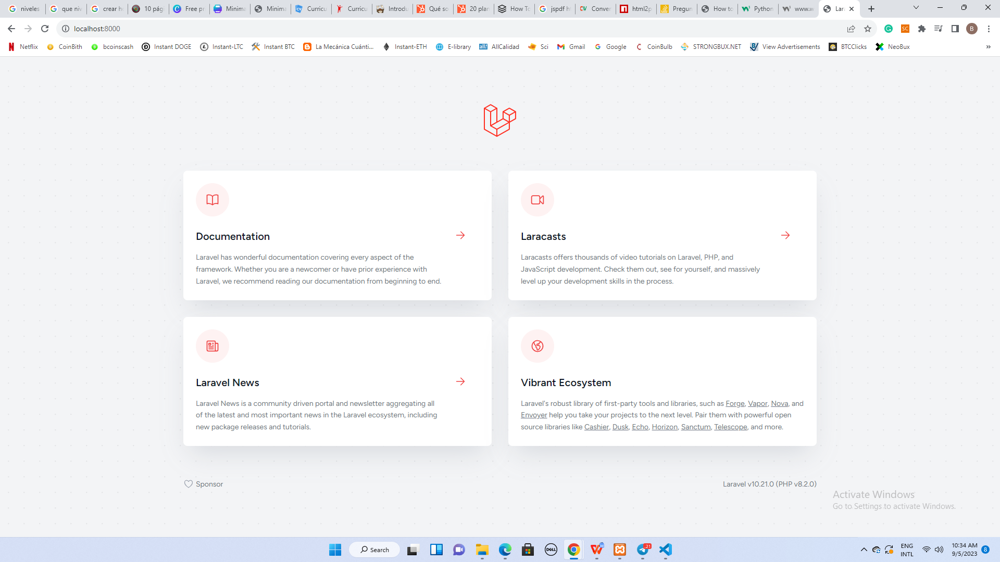 niveles
que niv
crear h
10 pág
Free pr
Minima
Minima
Curricu
Curricu
Introdu
Qué so
20 plan
How To
jspdf h
Conver
html2p
Pregun
How to
Python
www.w
Lar
localhost:8000
B
Netflix
CoinBith
bcoinscash
Instant DOGE
Instant-LTC
Instant BTC
La Mecánica Cuánti...
Instant-ETH
E-library
AllCalidad
Sci
Gmail
Google
CoinBulb
STRONGBUX.NET
View Advertisements
BTCClicks
NeoBux
»
Documentation
Laravel has wonderful documentation covering every aspect of the
framework. Whether you are a newcomer or have prior experience with
Laravel, we recommend reading our documentation from beginning to end.
Laracasts
Laracasts offers thousands of video tutorials on Laravel, PHP, and
JavaScript development. Check them out, see for yourself, and massively
level up your development skills in the process.
Laravel News
Laravel News is a community driven portal and newsletter aggregating all
of the latest and most important news in the Laravel ecosystem, including
new package releases and tutorials.
Vibrant Ecosystem
Laravel's robust library of first-party tools and libraries, such as Forge, Vapor, Nova, and
Envoyer help you take your projects to the next level. Pair them with powerful open
source libraries like Cashier, Dusk, Echo, Horizon, Sanctum, Telescope, and more.
Sponsor
Laravel v10.21.0 (PHP v8.2.0)
Activate Windows
Go to Settings to activate Windows.
Search
DELL
21
ENG
INTL
10:34 AM
9/5/2023
8